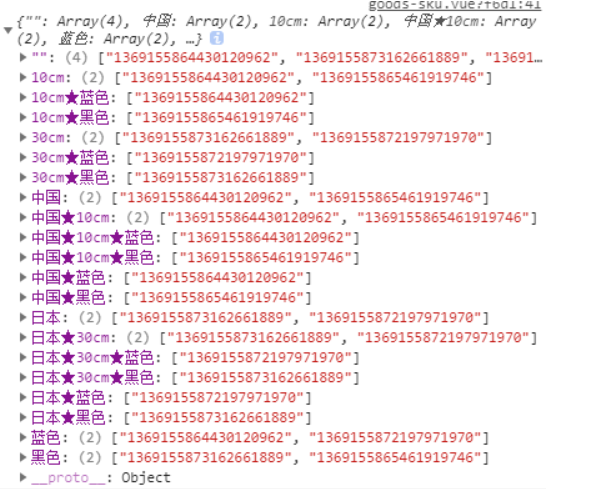 goods-sku.vue?f6d1:41
{"": Array(4), 中国: Array(2), 10cm: Array(2), 中国★10cm: Array
(2), 蓝色: Array(2), …}
"": (4) ["1369155864430120962", "1369155873162661889", "13691…
10cm: (2) ["1369155864430120962", "1369155865461919746"]
10cm★蓝色: ["1369155864430120962"]
10cm★黑色: ["1369155865461919746"]
30cm: (2) ["1369155873162661889", "1369155872197971970"]
30cm★蓝色: ["1369155872197971970"]
30cm★黑色: ["1369155873162661889"]
中国: (2) ["1369155864430120962", "1369155865461919746"]
中国★10cm: (2) ["1369155864430120962", "1369155865461919746"]
中国★10cm★蓝色: ["1369155864430120962"]
中国★10cm★黑色: ["1369155865461919746"]
中国★蓝色: ["1369155864430120962"]
中国★黑色: ["1369155865461919746"]
日本: (2) ["1369155873162661889", "1369155872197971970"]
日本★30cm: (2) ["1369155873162661889", "1369155872197971970"]
日本★30cm★蓝色: ["1369155872197971970"]
日本★30cm★黑色: ["1369155873162661889"]
日本★蓝色: ["1369155872197971970"]
日本★黑色: ["1369155873162661889"]
蓝色: (2) ["1369155864430120962", "1369155872197971970"]
黑色: (2) ["1369155873162661889", "1369155865461919746"]
__proto__: Object